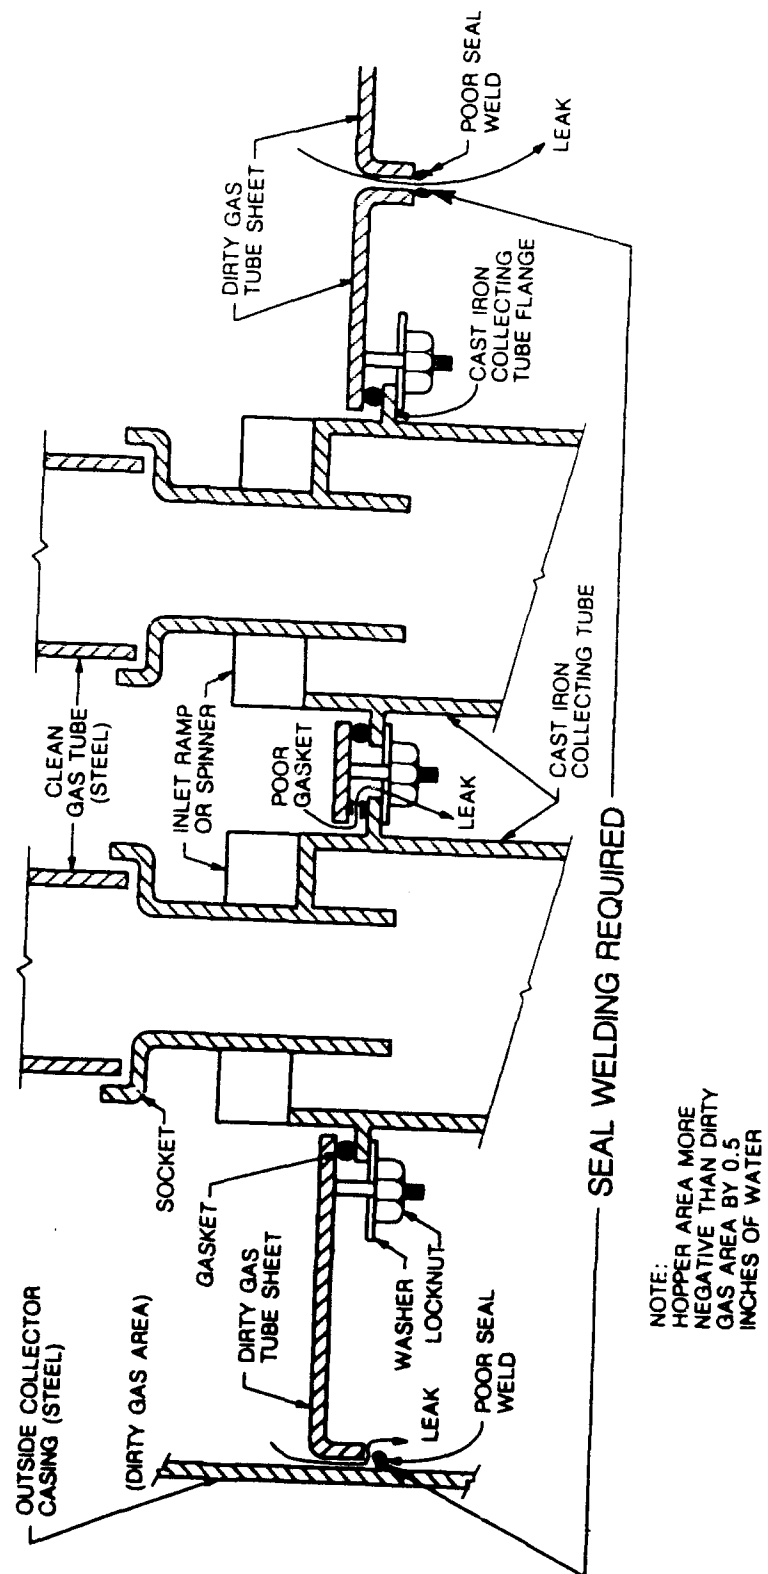 OUTSIDE COLLECTOR
CASING (STEEL)
(DIRTY GAS AREA)
SOCKET
GASKET
DIRTY GAS
TUBE SHEET
WASHER
LOCKNUT
LEAK
POOR SEAL
WELD
CLEAN
GAS TUBE
(STEEL)
INLET RAMP
OR SPINNER
POOR
GASKET
LEAK
CAST IRON
COLLECTING TUBE
DIRTY GAS
TUBE SHEET
CAST IRON
COLLECTING
TUBE FLANGE
POOR SEAL
WELD
LEAK
SEAL WELDING REQUIRED
NOTE:
HOPPER AREA MORE
NEGATIVE THAN DIRTY
GAS AREA BY 0.5
INCHES OF WATER